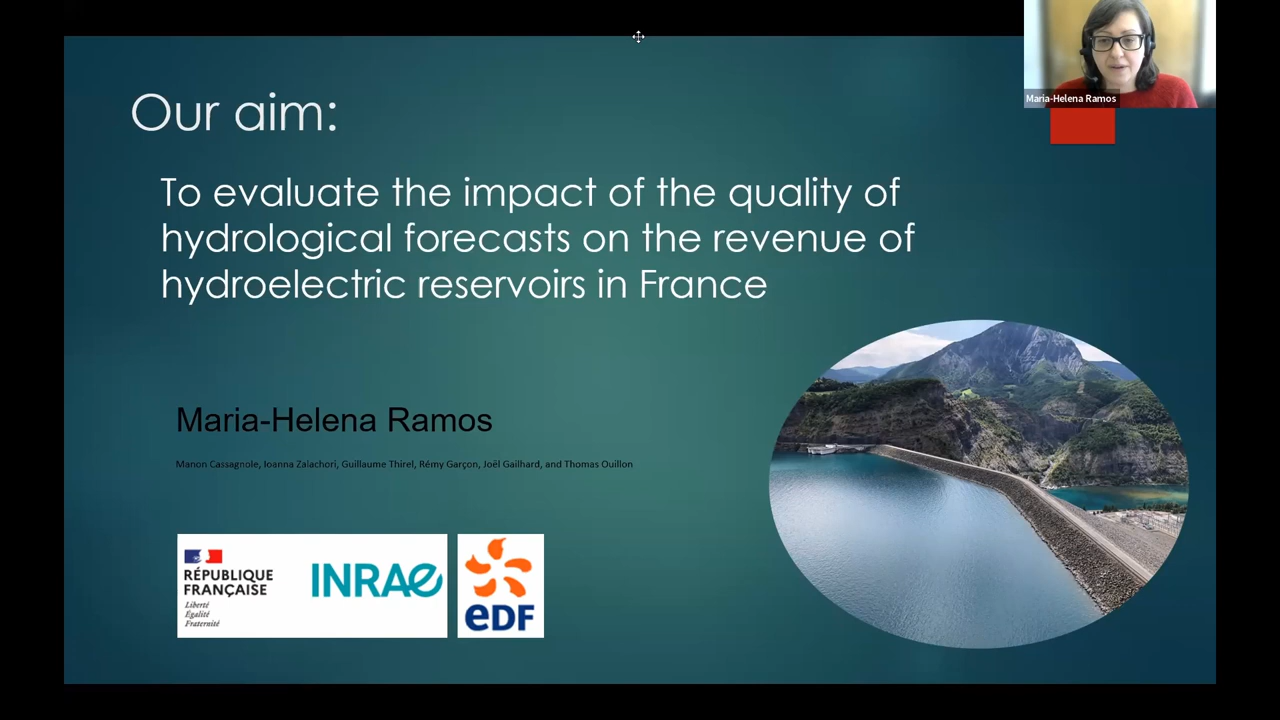 Our aim:
To evaluate the impact of the quality of
hydrological forecasts on the revenue of
hydroelectric reservoirs in France
Maria-Helena Ramos
Maria-Helena Ramos
Manon Cassagnole, Ioanna Zalachori, Guillaume Thirel, Rémy Garçon, Joël Gailhard, and Thomas Ouillon
RÉPUBLIQUE
FRANÇAISE
Liberté
Égalité
Fraternité
INRAE
eDF